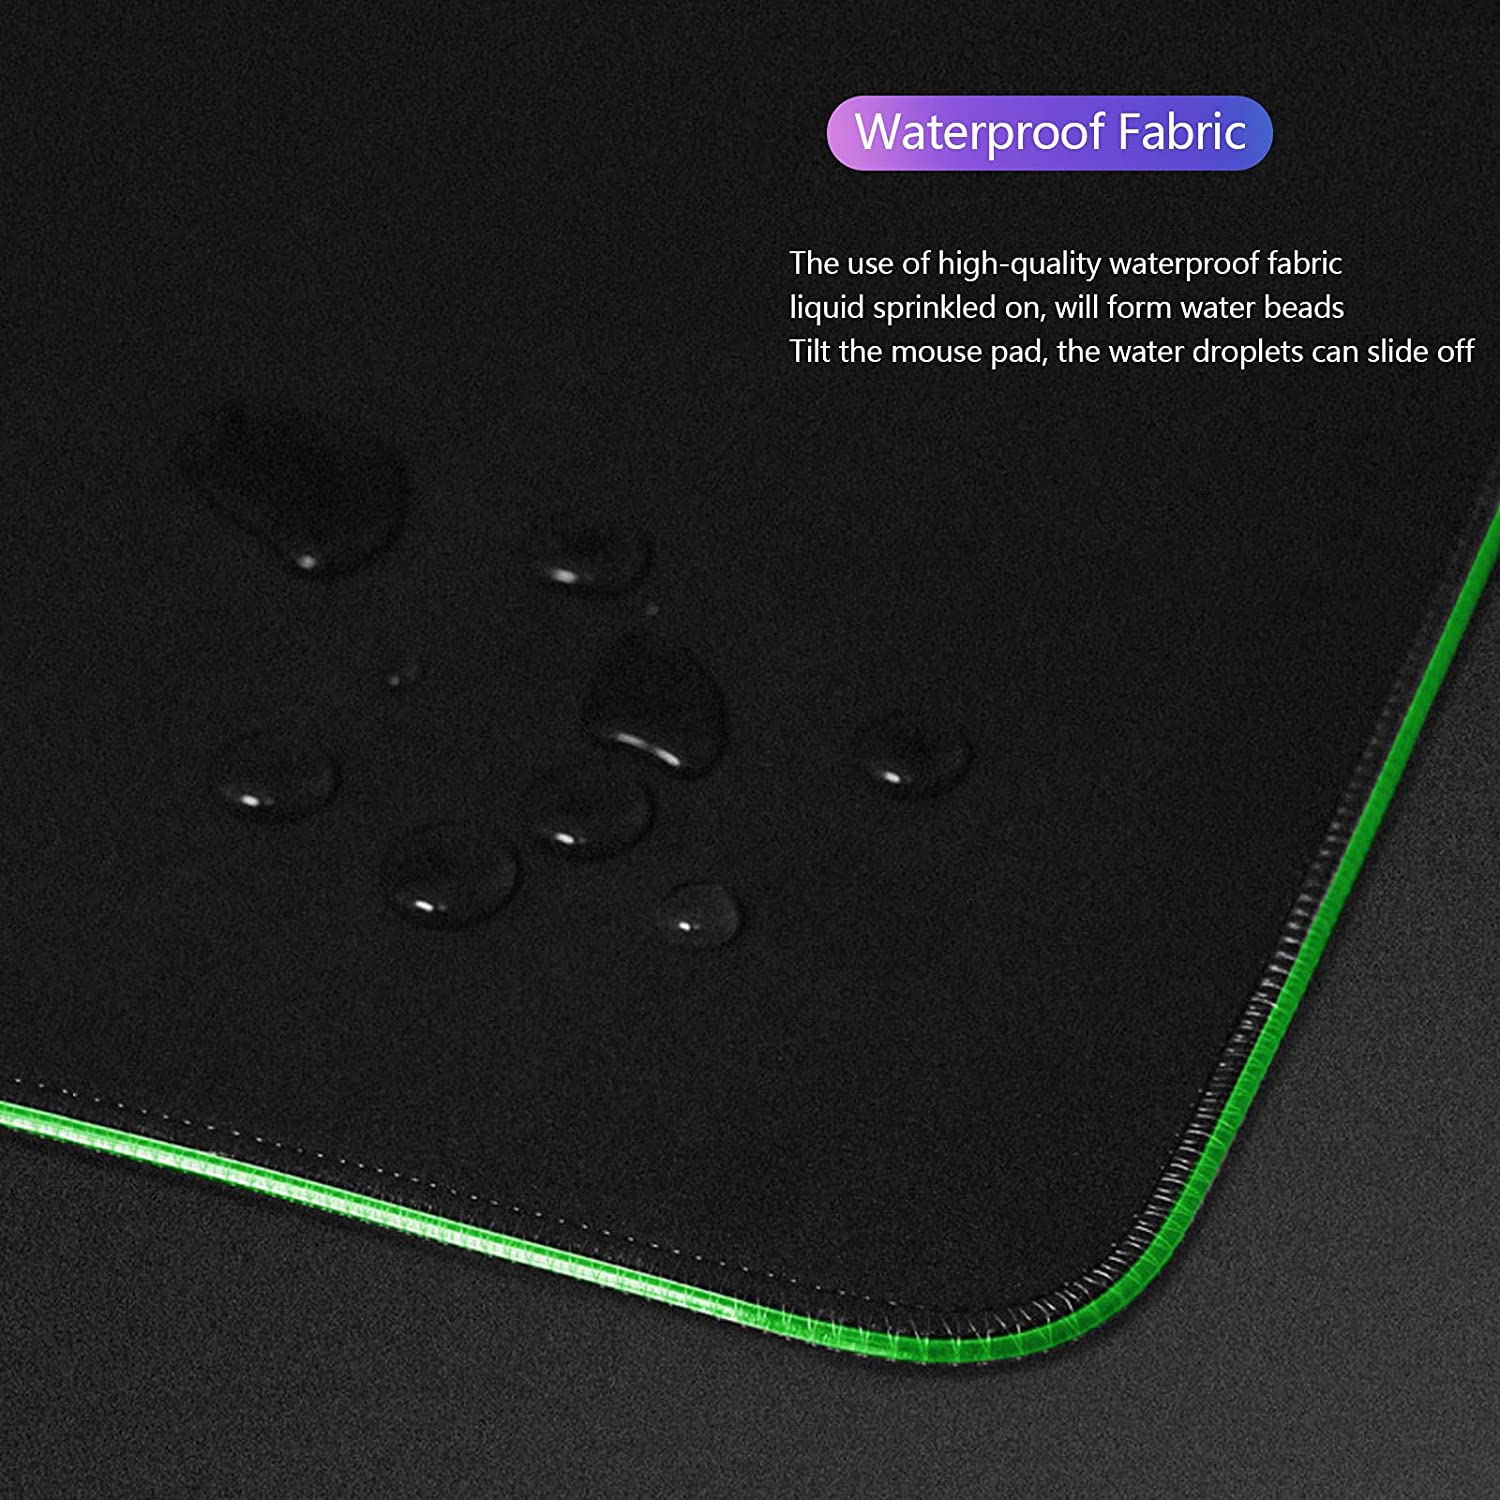 Waterproof Fabric
The use of high-quality waterproof fabric
liquid sprinkled on, will form water beads
Tilt the mouse pad, the water droplets can slide off